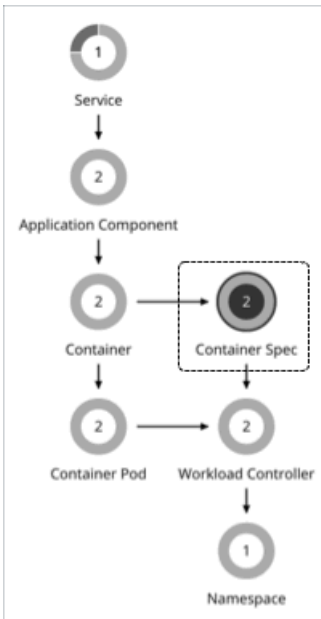 1
Service
2
Application Component
2
2
Container
Container Spec
2
2
Container Pod
Workload Controller
1
Namespace